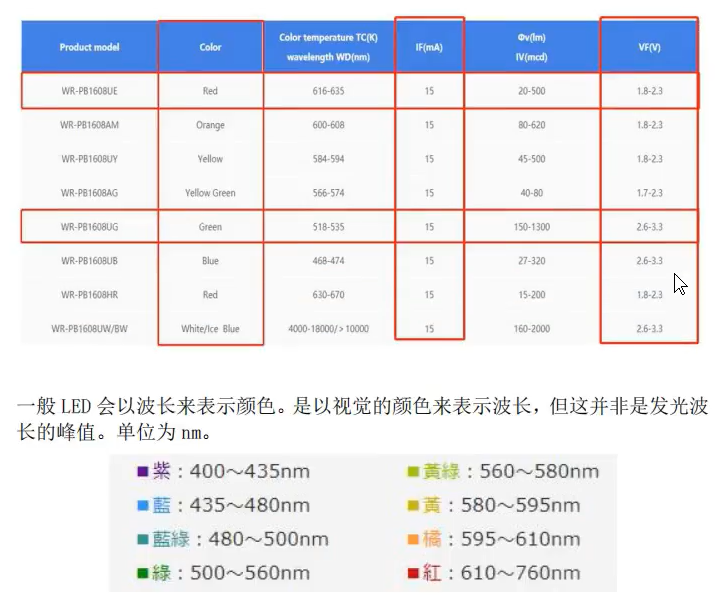 Product model Color Color temperature TC(K) wavelength WD(nm) IF(mA) Φv(lm) IV(mcd) VF(V)
WR-PB1608UE Red 616-635 15 20-500 1.8-2.3
WR-PB1608AM Orange 600-608 15 80-620 1.8-2.3
WR-PB1608UY Yellow 584-594 15 45-500 1.8-2.3
WR-PB1608AG Yellow Green 566-574 15 40-80 1.7-2.3
WR-PB1608UG Green 518-535 15 150-1300 2.6-3.3
WR-PB1608UB Blue 468-474 15 27-320 2.6-3.3
WR-PB1608HR Red 630-670 15 15-200 1.8-2.3
WR-PB1608UW/BW White/Ice Blue 4000-18000/>10000 15 160-2000 2.6-3.3
一般 LED 会以波长来表示颜色。是以视觉的颜色来表示波长，但这并非是发光波
长的峰值。单位为 nm。
■紫：400～435nm ■黃綠：560～580nm
■藍：435～480nm ■黃：580～595nm
■藍綠：480～500nm ■橘：595～610nm
■綠：500～560nm ■紅：610～760nm